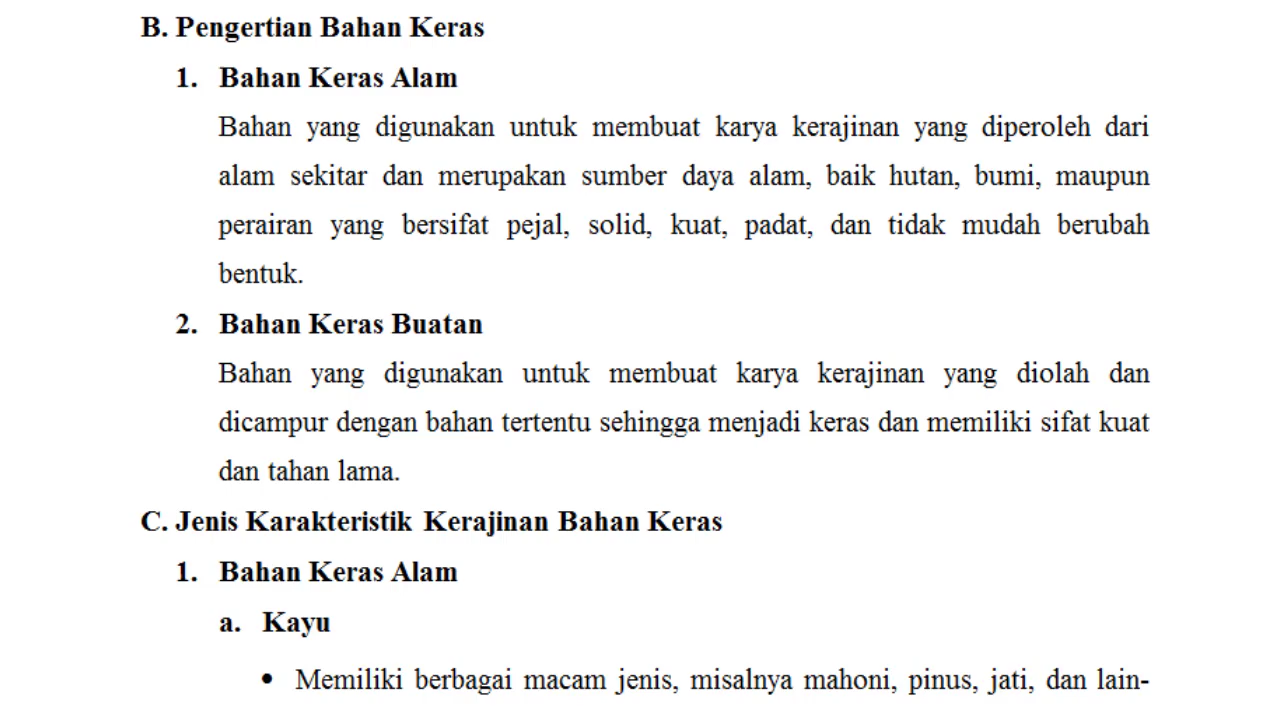 B. Pengertian Bahan Keras
1. Bahan Keras Alam
Bahan yang digunakan untuk membuat karya kerajinan yang diperoleh dari
alam sekitar dan merupakan sumber daya alam, baik hutan, bumi, maupun
perairan yang bersifat pejal, solid, kuat, padat, dan tidak mudah berubah
bentuk.
2. Bahan Keras Buatan
Bahan yang digunakan untuk membuat karya kerajinan yang diolah dan
dicampur dengan bahan tertentu sehingga menjadi keras dan memiliki sifat kuat
dan tahan lama.
C. Jenis Karakteristik Kerajinan Bahan Keras
1. Bahan Keras Alam
a. Kayu
• Memiliki berbagai macam jenis, misalnya mahoni, pinus, jati, dan lain-